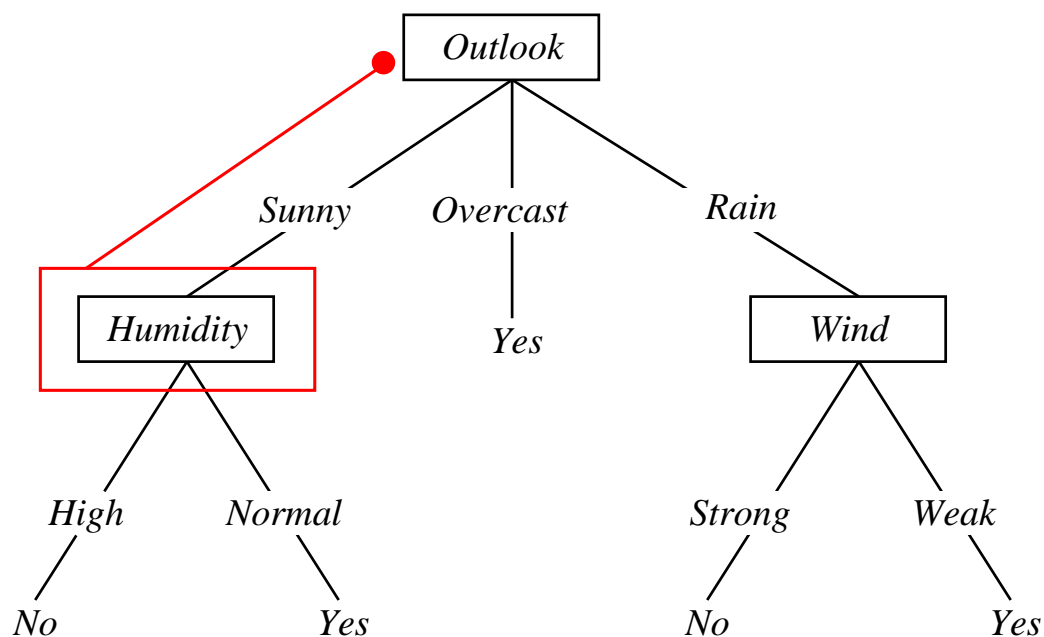 Outlook
Sunny Overcast Rain
Humidity Yes Wind
High Normal Strong Weak
No Yes No Yes